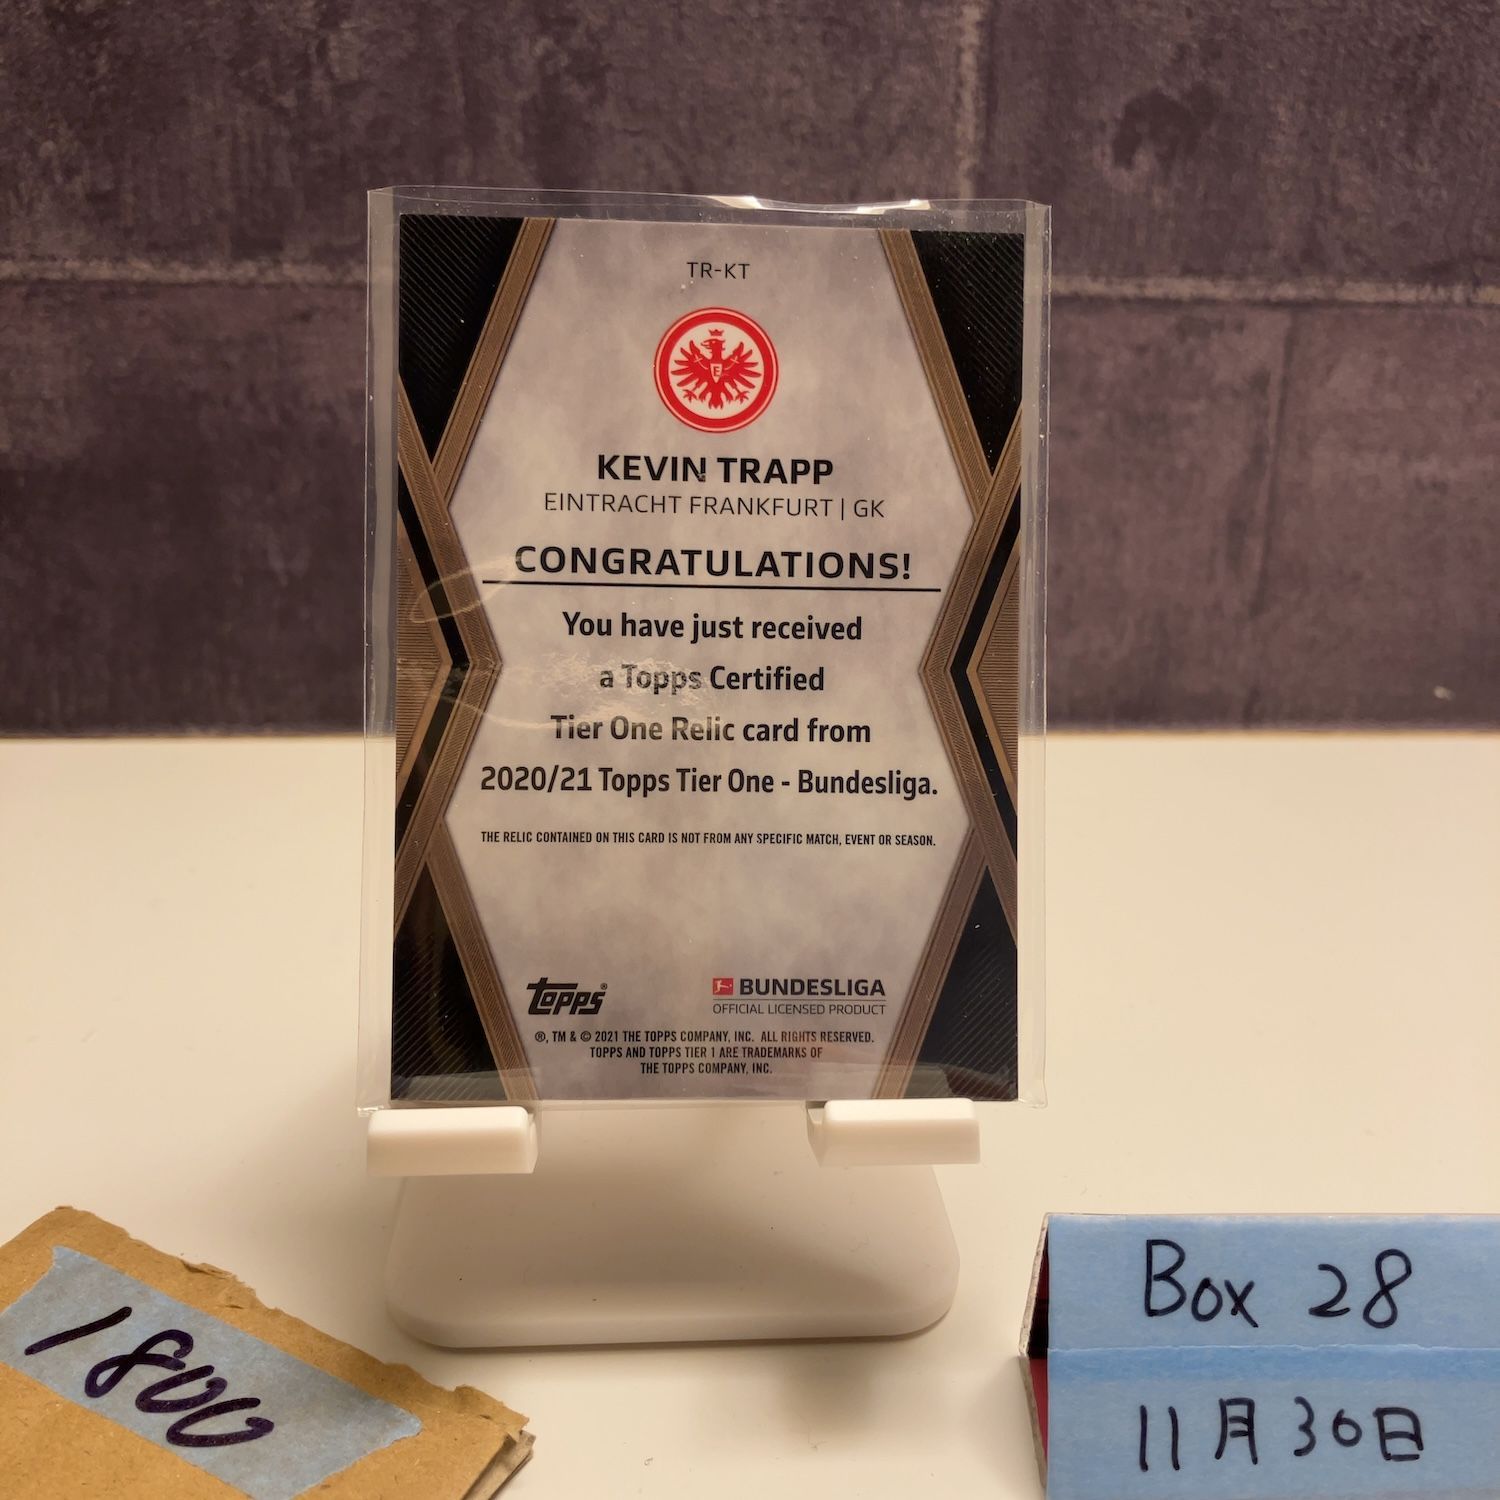 TR-KT
E
KEVIN TRAPP
EINTRACHT FRANKFURT | GK
CONGRATULATIONS!
You have just received
a Topps Certified
Tier One Relic card from
2020/21 Topps Tier One - Bundesliga.
THE RELIC CONTAINED ON THIS CARD IS NOT FROM ANY SPECIFIC MATCH, EVENT OR SEASON.
topps®
BUNDESLIGA
OFFICIAL LICENSED PRODUCT
®, TM & © 2021 THE TOPPS COMPANY, INC. ALL RIGHTS RESERVED.
TOPPS AND TOPPS TIER 1 ARE TRADEMARKS OF
THE TOPPS COMPANY, INC.
1800
Box 28
11月30日